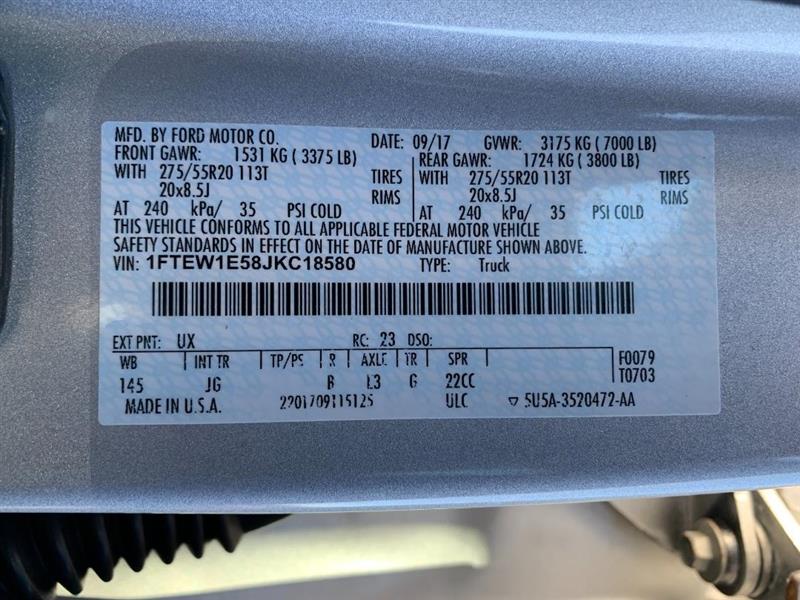 MFD. BY FORD MOTOR CO. DATE: 09/17 GVWR: 3175 KG ( 7000 LB)
FRONT GAWR: 1531 KG ( 3375 LB) REAR GAWR: 1724 KG ( 3800 LB)
WITH 275/55R20 113T TIRES WITH 275/55R20 113T TIRES
20x8.5J RIMS 20x8.5J RIMS
AT 240 kPa/ 35 PSI COLD AT 240 kPa/ 35 PSI COLD
THIS VEHICLE CONFORMS TO ALL APPLICABLE FEDERAL MOTOR VEHICLE
SAFETY STANDARDS IN EFFECT ON THE DATE OF MANUFACTURE SHOWN ABOVE.
VIN: 1FTEW1E58JKC18580 TYPE: Truck
EXT PNT: UX RC: 23 DSO:
WB INT TR TP/PS R AXLE TR SPR F0079
145 JG B L3 G 22CC T0703
MADE IN U.S.A. 2201709115125 ULC ▽ 5U5A-3520472-AA